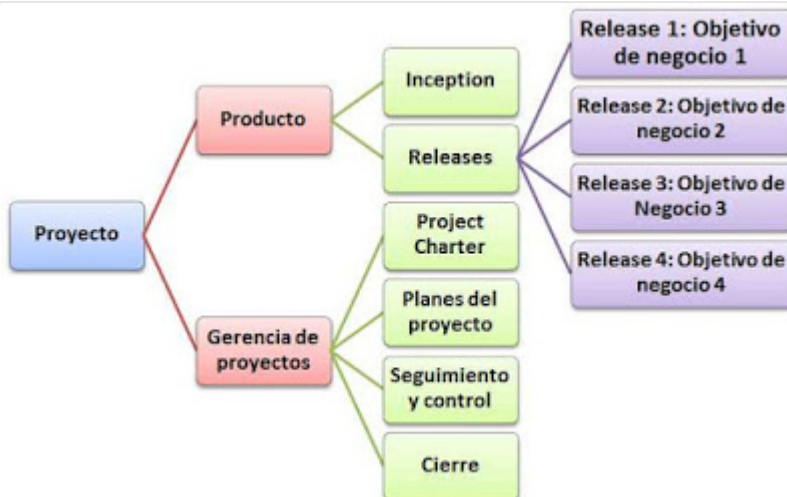 Proyecto
Producto
Inception
Releases
Release 1: Objetivo
de negocio 1
Release 2: Objetivo de
negocio 2
Release 3: Objetivo de
Negocio 3
Release 4: Objetivo de
negocio 4
Gerencia de
proyectos
Project
Charter
Planes del
proyecto
Seguimiento
y control
Cierre